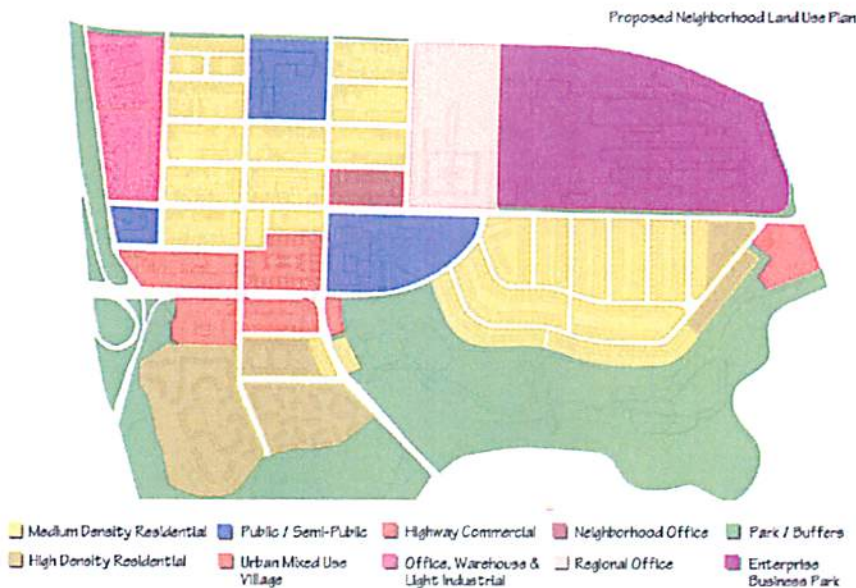 Proposed Neighborhood Land Use Plan
Medium Density Residential
Public / Semi-Public
Highway Commercial
Neighborhood Office
Park / Buffers
High Density Residential
Urban Mixed Use
Village
Office, Warehouse &
Light Industrial
Regional Office
Enterprise
Business Park